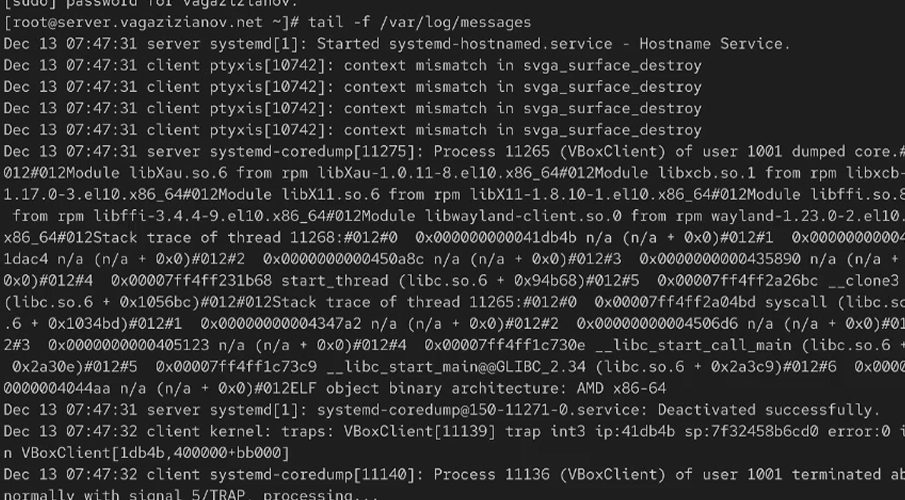 [sudo] password for vagazizianov:
[root@server.vagazizianov.net ~]# tail -f /var/log/messages
Dec 13 07:47:31 server systemd[1]: Started systemd-hostnamed.service - Hostname Service.
Dec 13 07:47:31 client ptyxis[10742]: context mismatch in svga_surface_destroy
Dec 13 07:47:31 client ptyxis[10742]: context mismatch in svga_surface_destroy
Dec 13 07:47:31 client ptyxis[10742]: context mismatch in svga_surface_destroy
Dec 13 07:47:31 client ptyxis[10742]: context mismatch in svga_surface_destroy
Dec 13 07:47:31 server systemd-coredump[11275]: Process 11265 (VBoxClient) of user 1001 dumped core.#
012#012Module libXau.so.6 from rpm libXau-1.0.11-8.el10.x86_64#012Module libxcb.so.1 from rpm libxcb-
1.17.0-3.el10.x86_64#012Module libX11.so.6 from rpm libX11-1.8.10-1.el10.x86_64#012Module libffi.so.8
from rpm libffi-3.4.4-9.el10.x86_64#012Module libwayland-client.so.0 from rpm wayland-1.23.0-2.el10.
x86_64#012Stack trace of thread 11268:#012#0 0x000000000041db4b n/a (n/a + 0x0)#012#1 0x00000000004
1dac4 n/a (n/a + 0x0)#012#2 0x0000000000450a8c n/a (n/a + 0x0)#012#3 0x0000000000435890 n/a (n/a +
0x0)#012#4 0x00007ff4ff231b68 start_thread (libc.so.6 + 0x94b68)#012#5 0x00007ff4ff2a26bc __clone3
(libc.so.6 + 0x1056bc)#012#012Stack trace of thread 11265:#012#0 0x00007ff4ff2a04bd syscall (libc.so
.6 + 0x1034bd)#012#1 0x00000000004347a2 n/a (n/a + 0x0)#012#2 0x00000000004506d6 n/a (n/a + 0x0)#01
2#3 0x0000000000405123 n/a (n/a + 0x0)#012#4 0x00007ff4ff1c730e __libc_start_call_main (libc.so.6 +
0x2a30e)#012#5 0x00007ff4ff1c73c9 __libc_start_main@@GLIBC_2.34 (libc.so.6 + 0x2a3c9)#012#6 0x0000
0000004044aa n/a (n/a + 0x0)#012ELF object binary architecture: AMD x86-64
Dec 13 07:47:31 server systemd[1]: systemd-coredump@150-11271-0.service: Deactivated successfully.
Dec 13 07:47:32 client kernel: traps: VBoxClient[11139] trap int3 ip:41db4b sp:7f32458b6cd0 error:0 i
n VBoxClient[1db4b,400000+bb000]
Dec 13 07:47:32 client systemd-coredump[11140]: Process 11136 (VBoxClient) of user 1001 terminated ab
normally with signal 5/TRAP, processing...